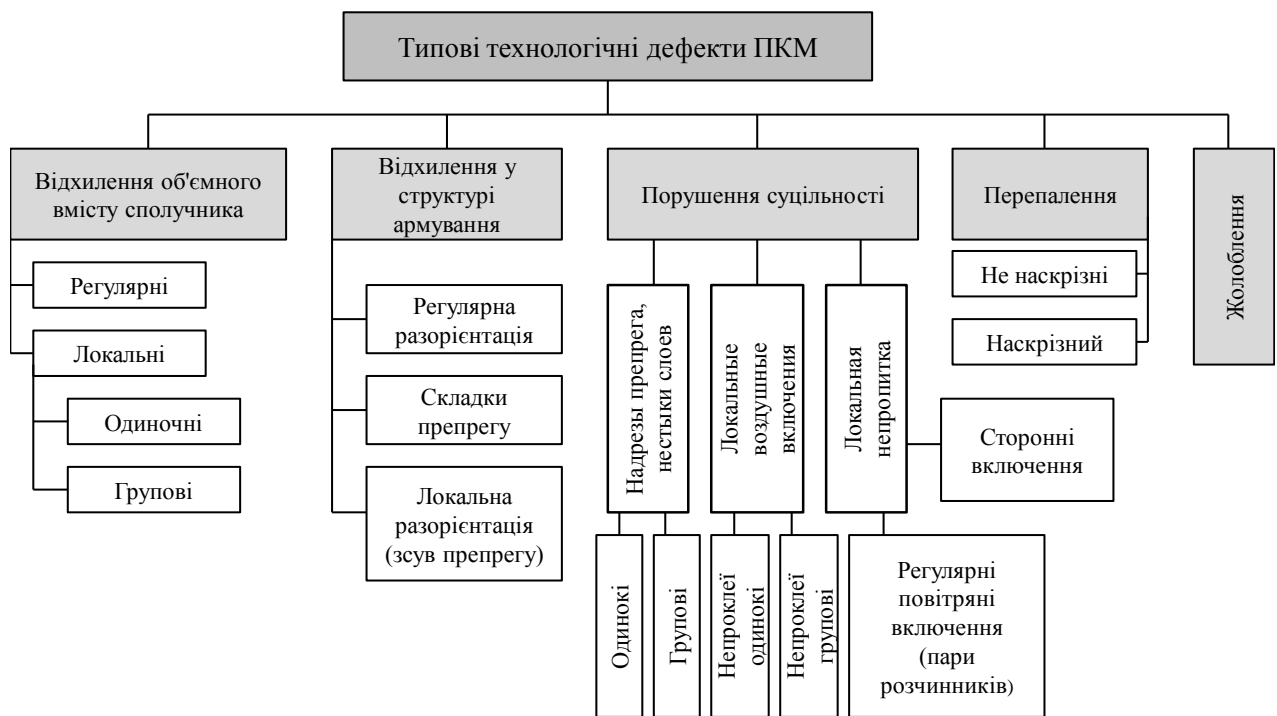 Типові технологічні дефекти ПКМ
Відхилення об'ємного
вмісту сполучника
Регулярні
Локальні
Одиночні
Групові
Відхилення у
структурі
армування
Регулярна
разорієнтація
Складки
препрегу
Локальна
разорієнтація
(зсув препрегу)
Порушення суцільності
Надрезы препрега,
нестыки слоев
Одинокі
Групові
Локальные
воздушные
включения
Непроклеї
одинокі
Непроклеї
групові
Локальная
непропитка
Сторонні
включення
Регулярні
повітряні
включення
(пари
розчинників)
Перепалення
Не наскрізні
Наскрізний
Жолоблення